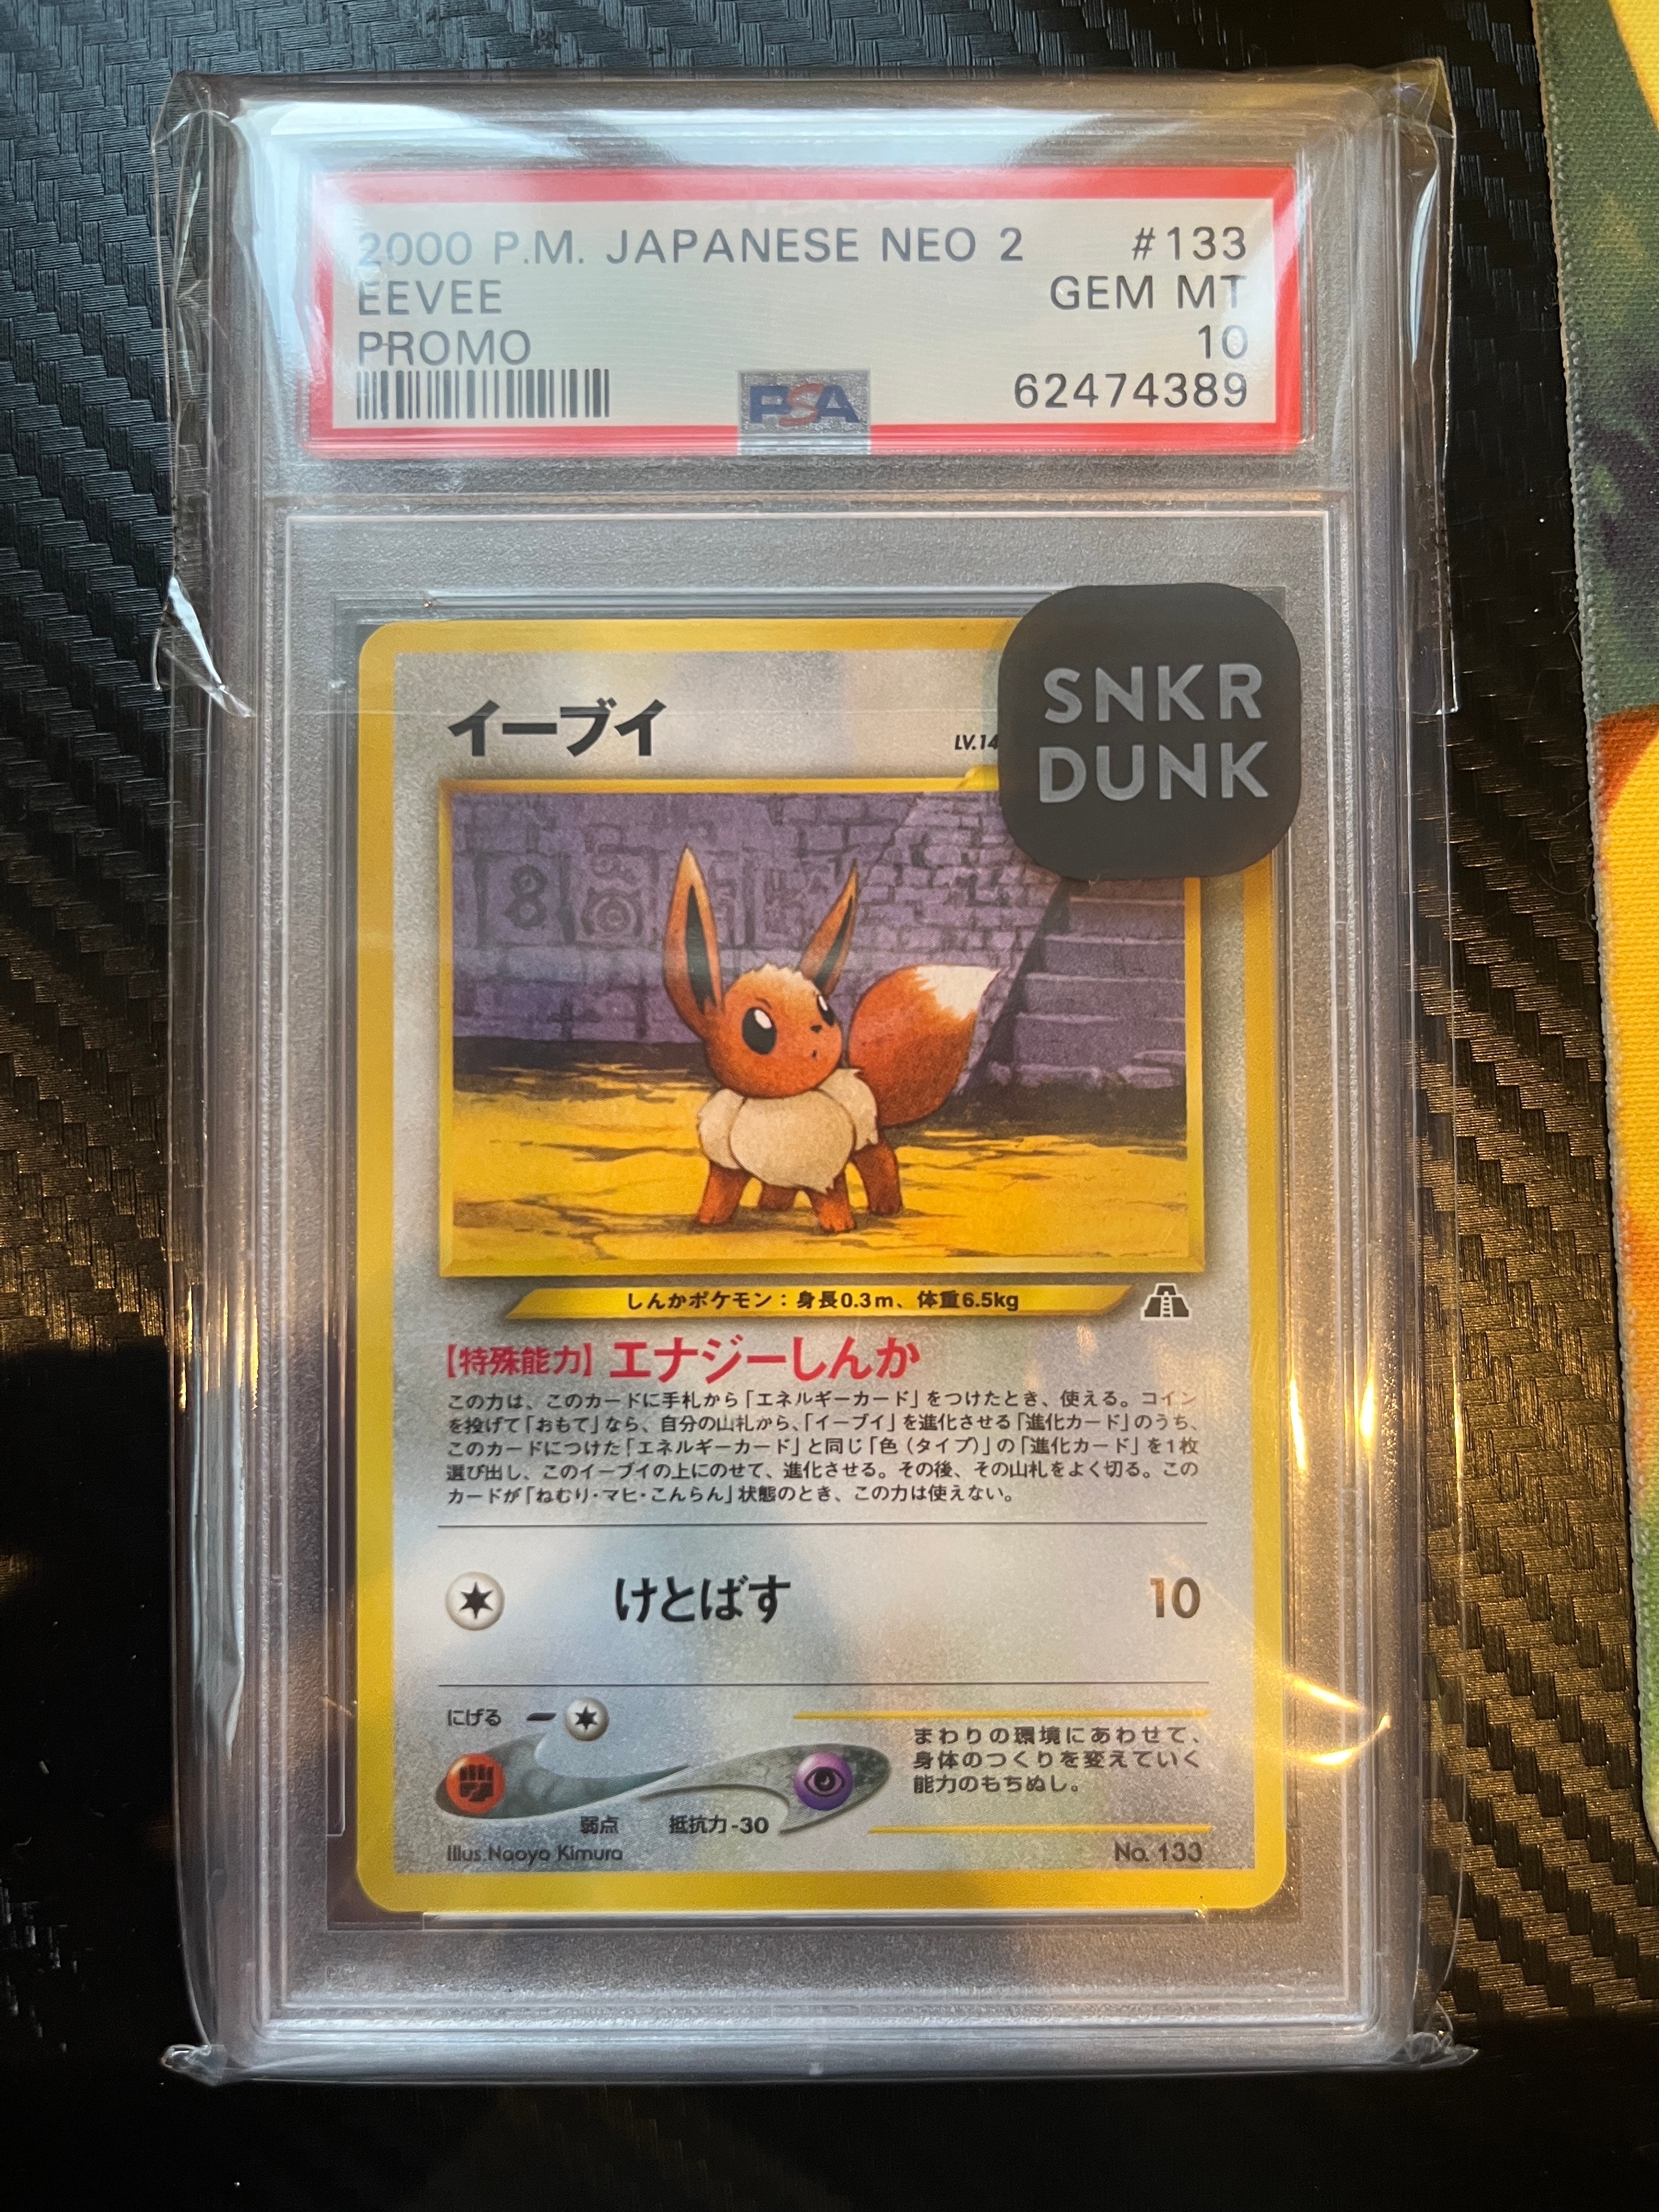 2000 P.M. JAPANESE NEO 2 #133
EEVEE GEM MT
PROMO 10
PSA 62474389
SNKR
DUNK
イーブイ LV.14
8
しんかポケモン：身長0.3m、体重6.5kg
【特殊能力】エナジーしんか
この力は、このカードに手札から「エネルギーカード」をつけたとき、使える。コイン
を投げて「おもて」なら、自分の山札から、「イーブイ」を進化させる「進化カード」のうち、
このカードにつけた「エネルギーカード」と同じ「色（タイプ）」の「進化カード」を1枚
選び出し、このイーブイの上にのせて、進化させる。その後、その山札をよく切る。この
カードが「ねむり・マヒ・こんらん」状態のとき、この力は使えない。
けとばす 10
にげる
まわりの環境にあわせて、
身体のつくりを変えていく
能力のもちぬし。
弱点 抵抗力-30
Illus. Naoyo Kimura No. 133